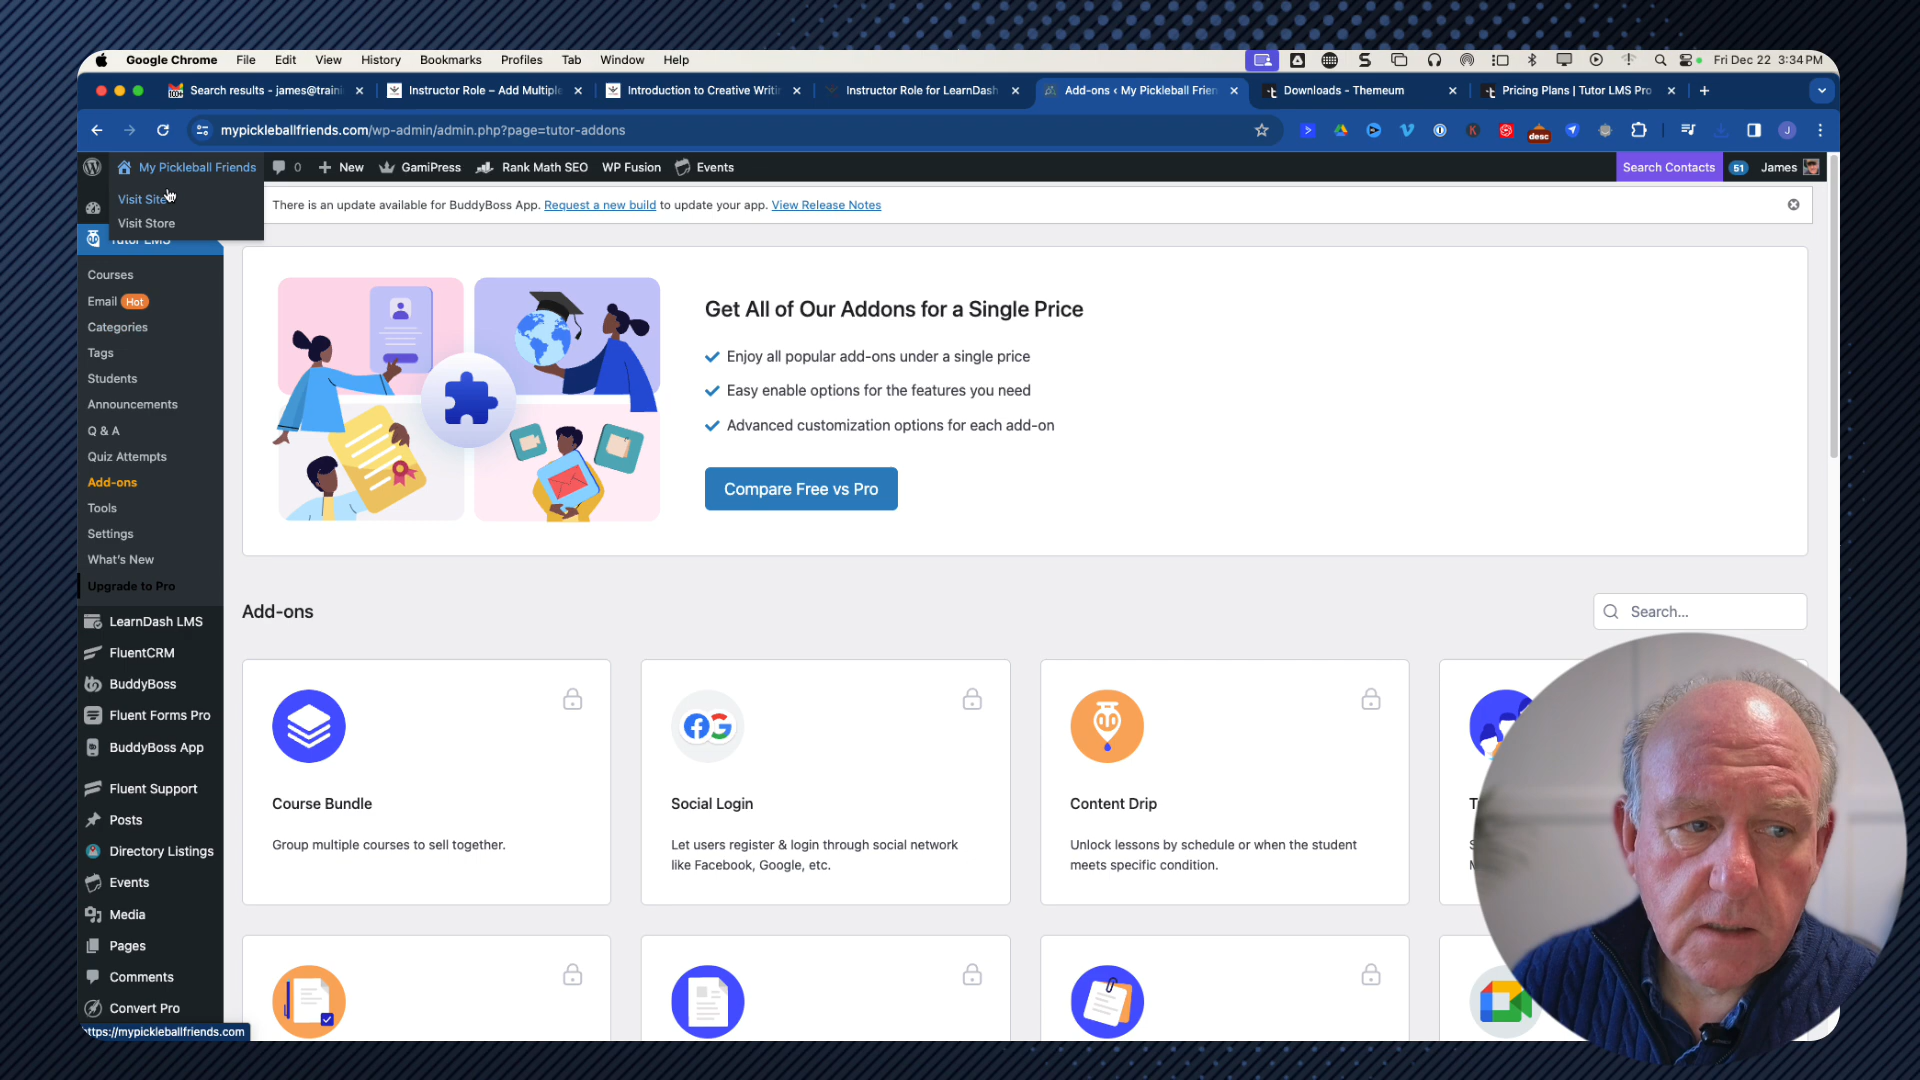 Google Chrome File Edit View History Bookmarks Profiles Tab Window Help Fri Dec 22 3:34 PM
Search results - james@traini Instructor Role – Add Multiple Introduction to Creative Writi Instructor Role for LearnDash Add-ons ‹ My Pickleball Frien Downloads - Themeum Pricing Plans | Tutor LMS Pro
mypickleballfriends.com/wp-admin/admin.php?page=tutor-addons
desc
J
My Pickleball Friends 0 New GamiPress Rank Math SEO WP Fusion Events Search Contacts 51 James
Visit Site
Visit Store
There is an update available for BuddyBoss App. Request a new build to update your app. View Release Notes
Tutor LMS
Courses
Email Hot
Categories
Tags
Students
Announcements
Q & A
Quiz Attempts
Add-ons
Tools
Settings
What's New
Upgrade to Pro
LearnDash LMS
FluentCRM
BuddyBoss
Fluent Forms Pro
BuddyBoss App
Fluent Support
Posts
Directory Listings
Events
Media
Pages
Comments
Convert Pro
https://mypickleballfriends.com
Get All of Our Addons for a Single Price
Enjoy all popular add-ons under a single price
Easy enable options for the features you need
Advanced customization options for each add-on
Compare Free vs Pro
Add-ons
Search...
Course Bundle
Group multiple courses to sell together.
Social Login
Let users register & login through social network
like Facebook, Google, etc.
Content Drip
Unlock lessons by schedule or when the student
meets specific condition.